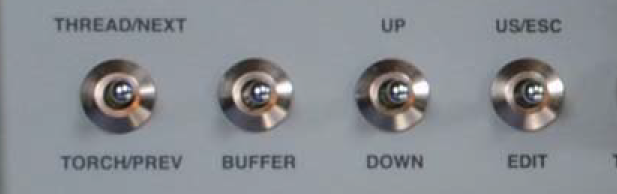 THREAD/NEXT UP US/ESC
TORCH/PREV BUFFER DOWN EDIT